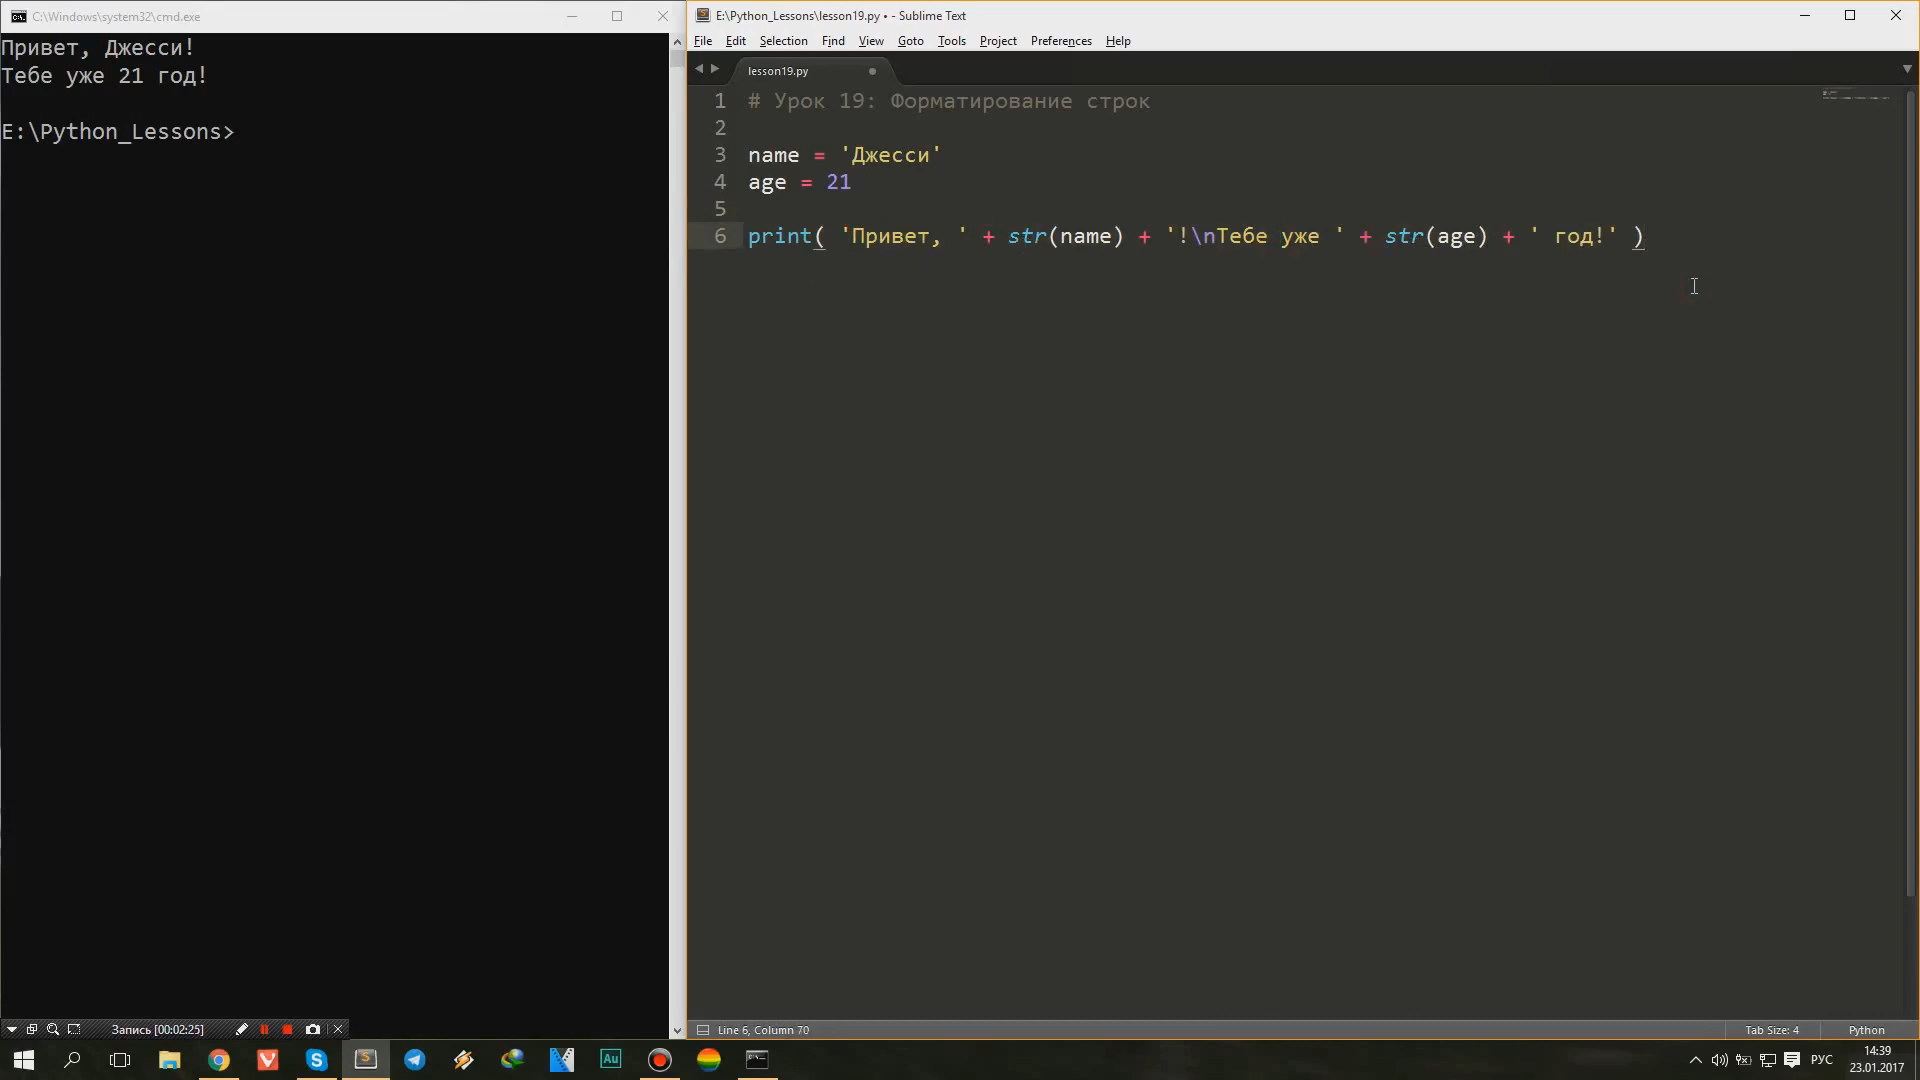 C:\Windows\system32\cmd.exe
Привет, Джесси!
Тебе уже 21 год!
E:\Python_Lessons>
E:\Python_Lessons\lesson19.py • - Sublime Text
File Edit Selection Find View Goto Tools Project Preferences Help
lesson19.py
1 # Урок 19: Форматирование строк
2
3 name = 'Джесси'
4 age = 21
5
6 print( 'Привет, ' + str(name) + '!\nТебе уже ' + str(age) + ' год!' )
Запись [00:02:25]
Line 6, Column 70
Tab Size: 4
Python
Au
РУС
14:39
23.01.2017